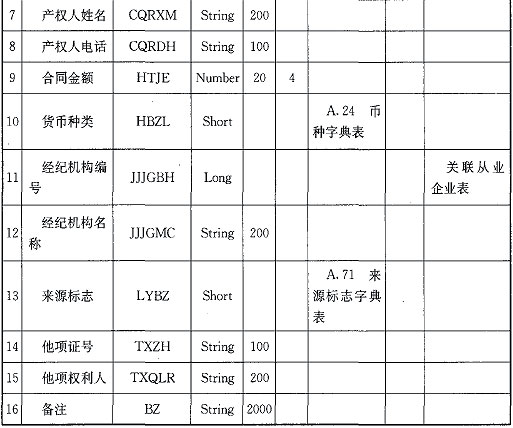 7 产权人姓名 CQRXM String 200
8 产权人电话 CQRDH String 100
9 合同金额 HTJE Number 20 4
10 货币种类 HBZL Short A.24 币
种字典表
11 经纪机构编
号 JJJGBH Long 关联从业
企业表
12 经纪机构名
称 JJJGMC String 200
13 来源标志 LYBZ Short A.71 来
源标志字典
表
14 他项证号 TXZH String 100
15 他项权利人 TXQLR String 200
16 备注 BZ String 2000